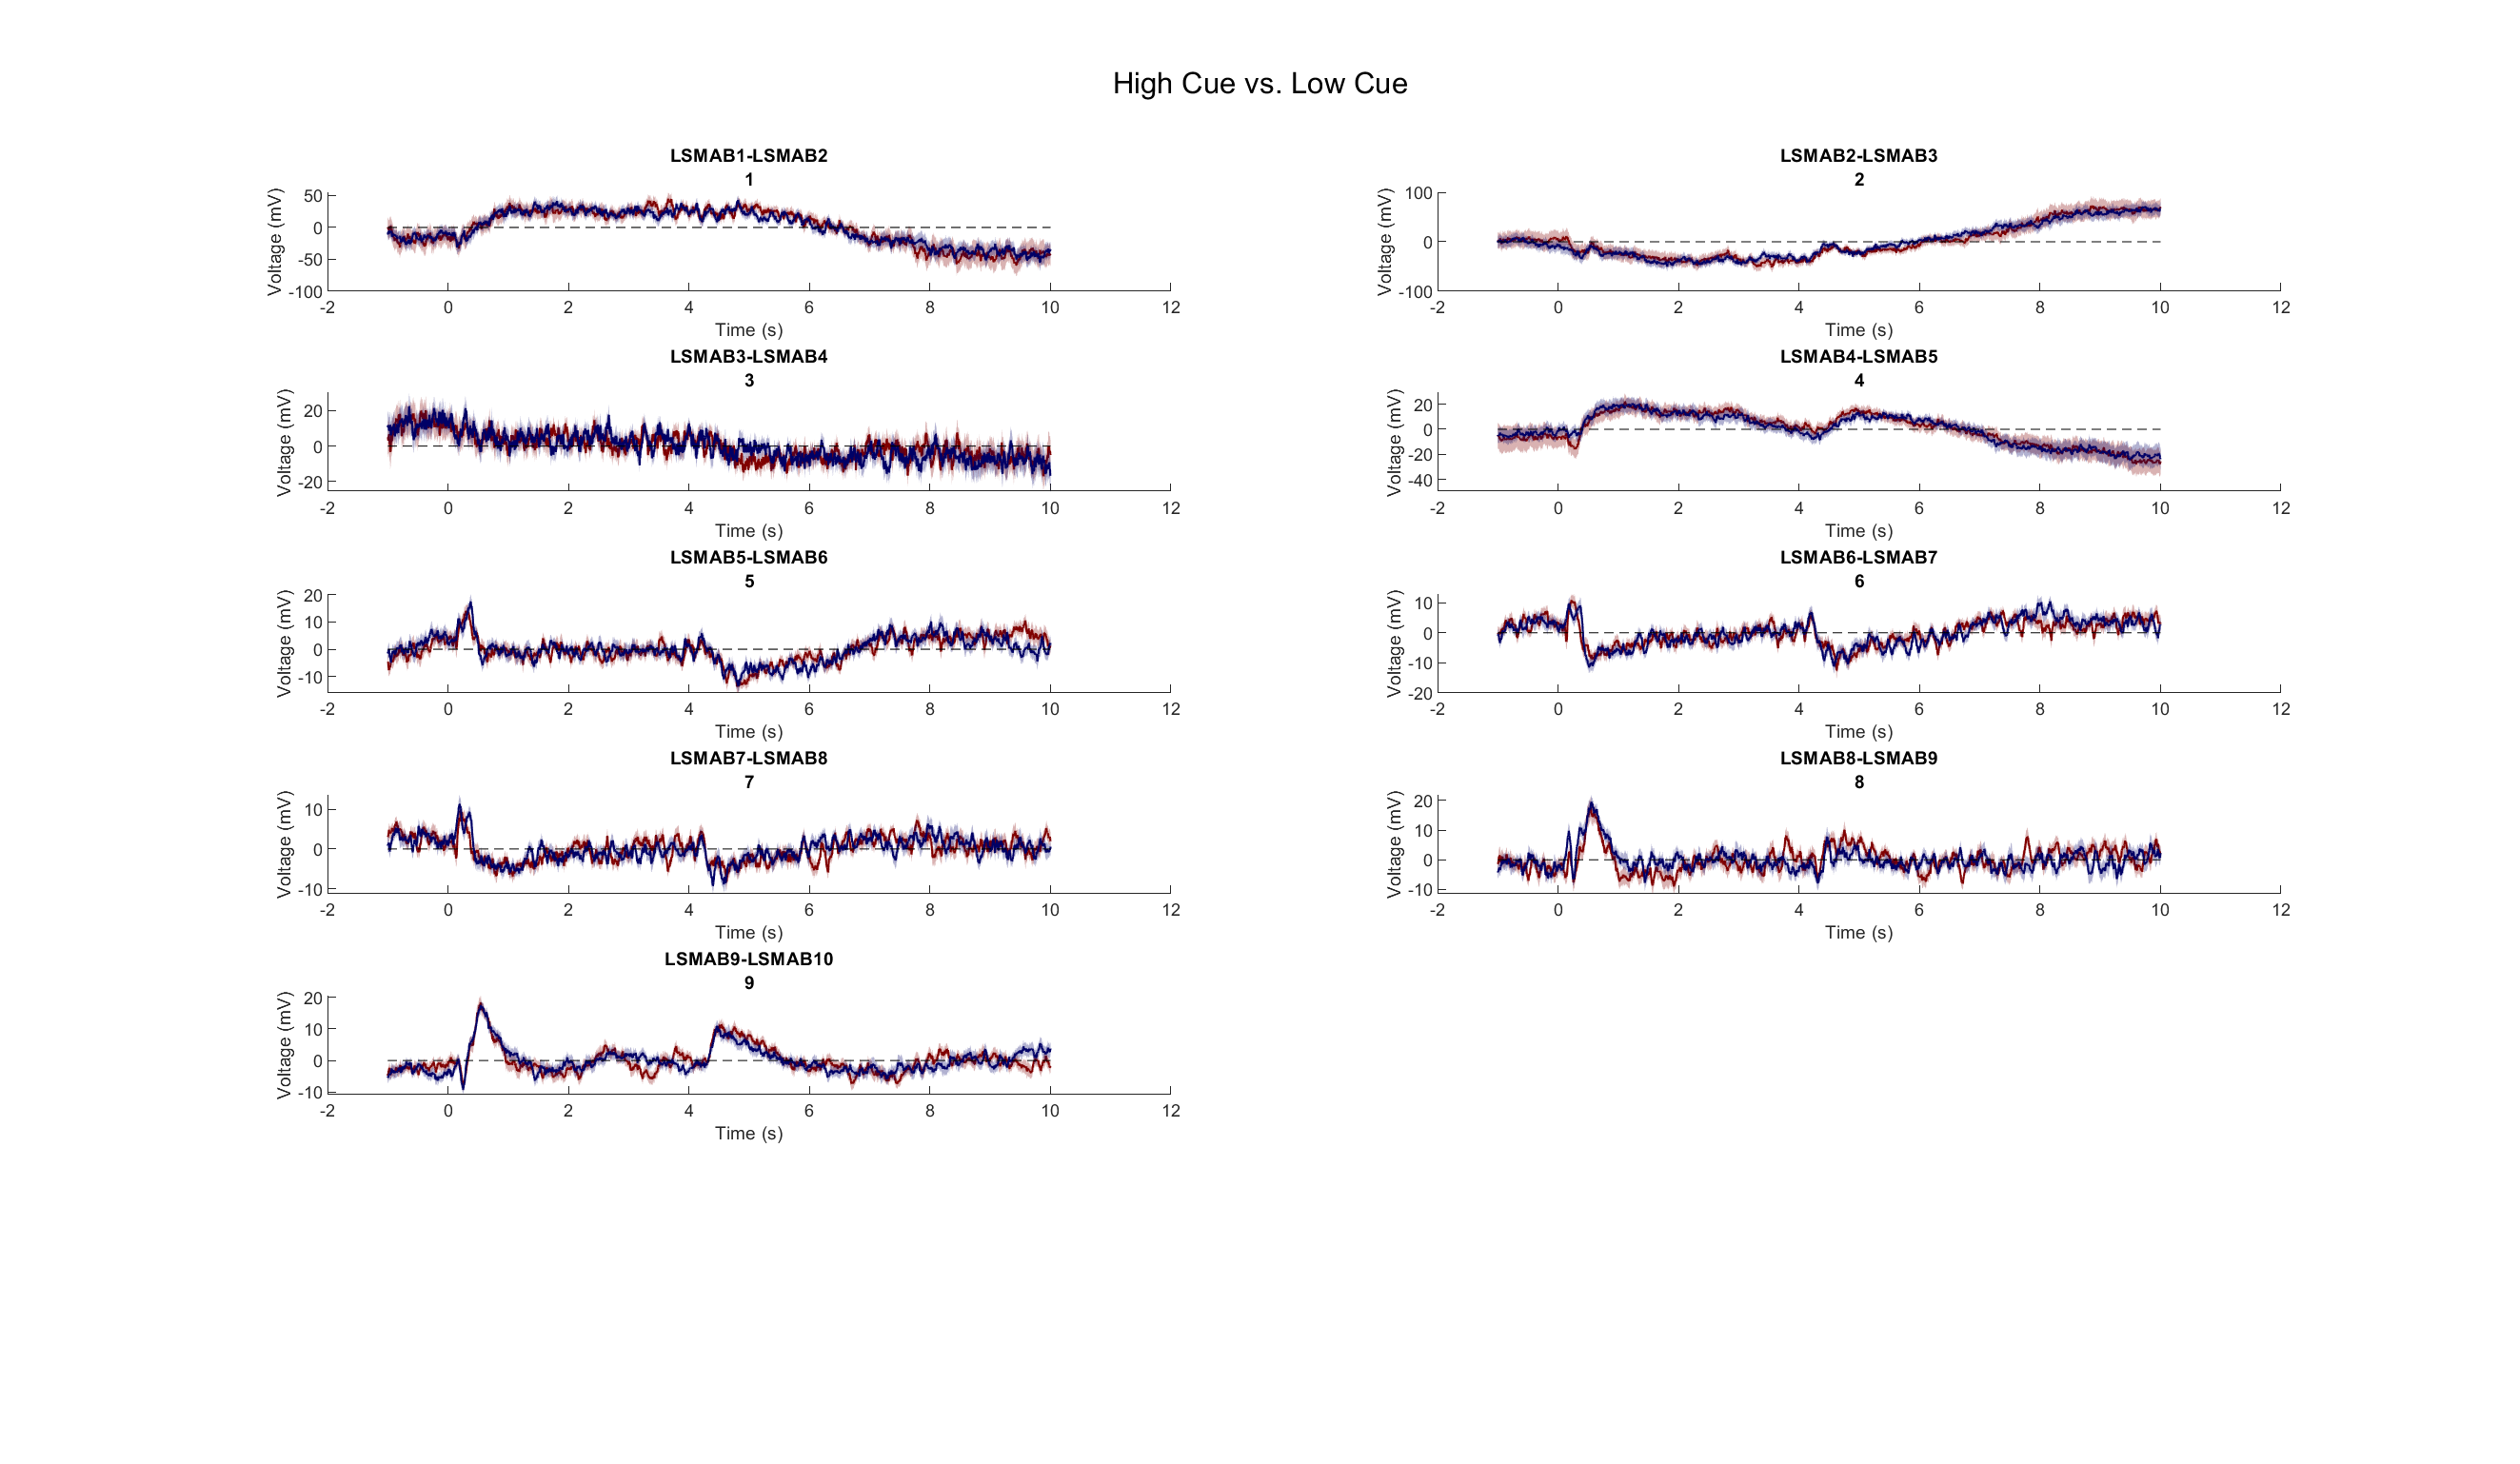 High Cue vs. Low Cue
LSMAB1-LSMAB2
1
Voltage (mV)
50
0
-50
-100
-2 0 2 4 6 8 10 12
Time (s)
LSMAB2-LSMAB3
2
Voltage (mV)
100
0
-100
-2 0 2 4 6 8 10 12
Time (s)
LSMAB3-LSMAB4
3
Voltage (mV)
20
0
-20
-2 0 2 4 6 8 10 12
Time (s)
LSMAB4-LSMAB5
4
Voltage (mV)
20
0
-20
-40
-2 0 2 4 6 8 10 12
Time (s)
LSMAB5-LSMAB6
5
Voltage (mV)
20
10
0
-10
-2 0 2 4 6 8 10 12
Time (s)
LSMAB6-LSMAB7
6
Voltage (mV)
10
0
-10
-20
-2 0 2 4 6 8 10 12
Time (s)
LSMAB7-LSMAB8
7
Voltage (mV)
10
0
-10
-2 0 2 4 6 8 10 12
Time (s)
LSMAB8-LSMAB9
8
Voltage (mV)
20
10
0
-10
-2 0 2 4 6 8 10 12
Time (s)
LSMAB9-LSMAB10
9
Voltage (mV)
20
10
0
-10
-2 0 2 4 6 8 10 12
Time (s)